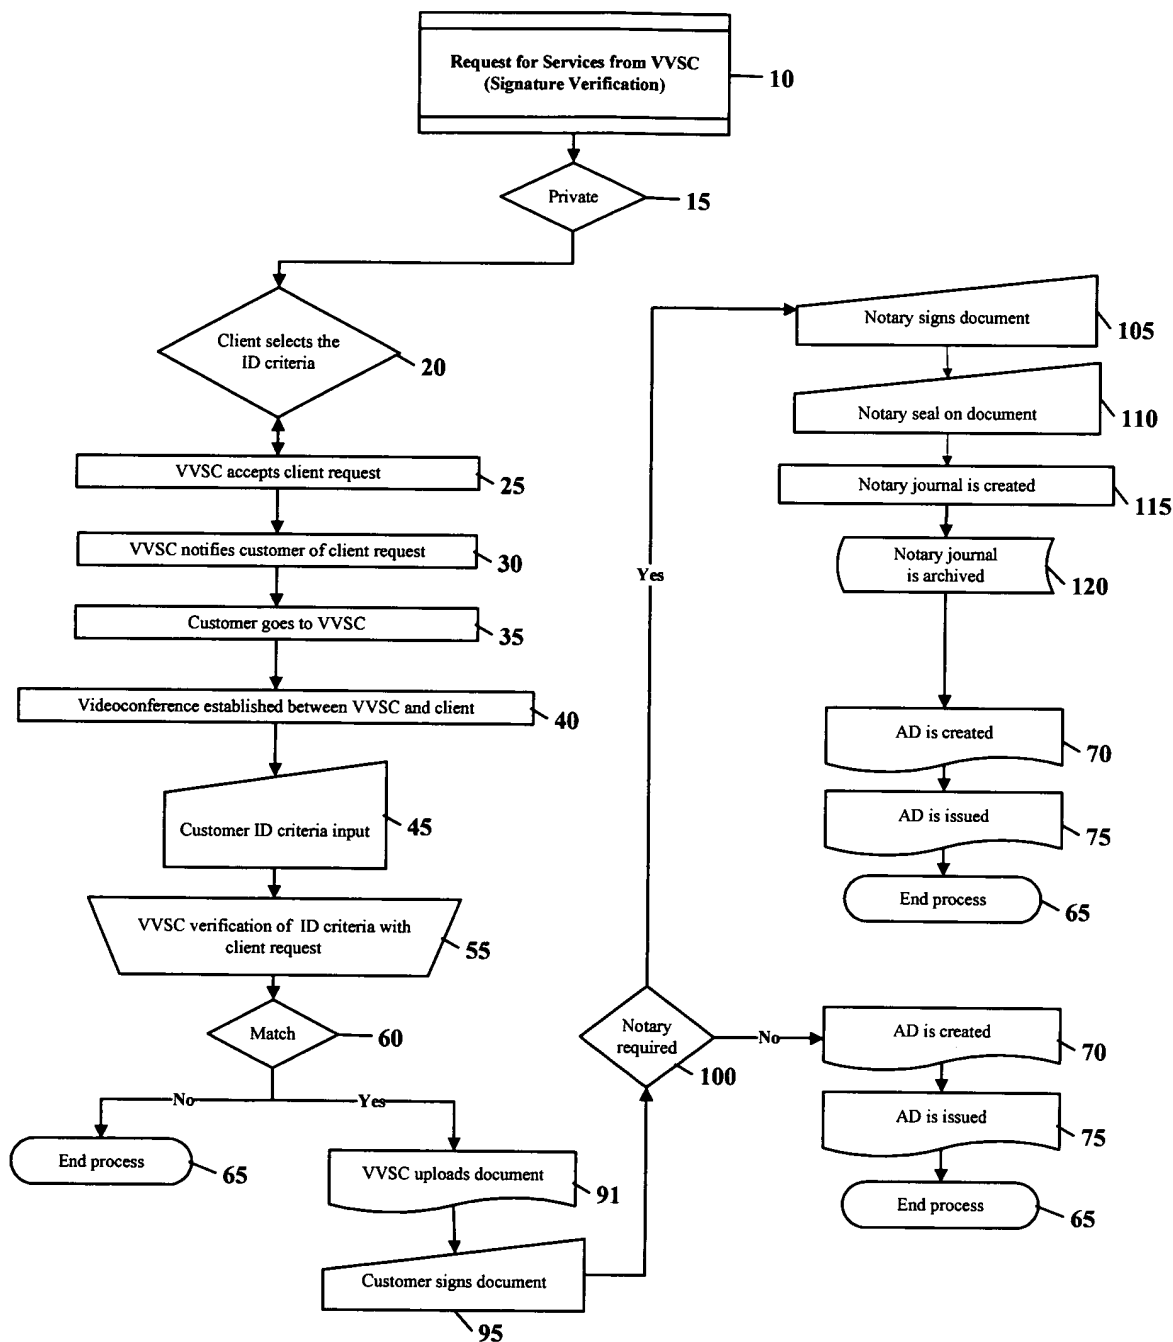 Request for Services from VVSC
(Signature Verification)
10
Private
15
Client selects the
ID criteria
20
VVSC accepts client request
25
VVSC notifies customer of client request
30
Customer goes to VVSC
35
Videoconference established between VVSC and client
40
Customer ID criteria input
45
VVSC verification of ID criteria with
client request
55
Match
60
No
Yes
End process
65
VVSC uploads document
91
Customer signs document
95
Notary
required
100
Yes
No
Notary signs document
105
Notary seal on document
110
Notary journal is created
115
Notary journal
is archived
120
AD is created
70
AD is issued
75
End process
65
AD is created
70
AD is issued
75
End process
65